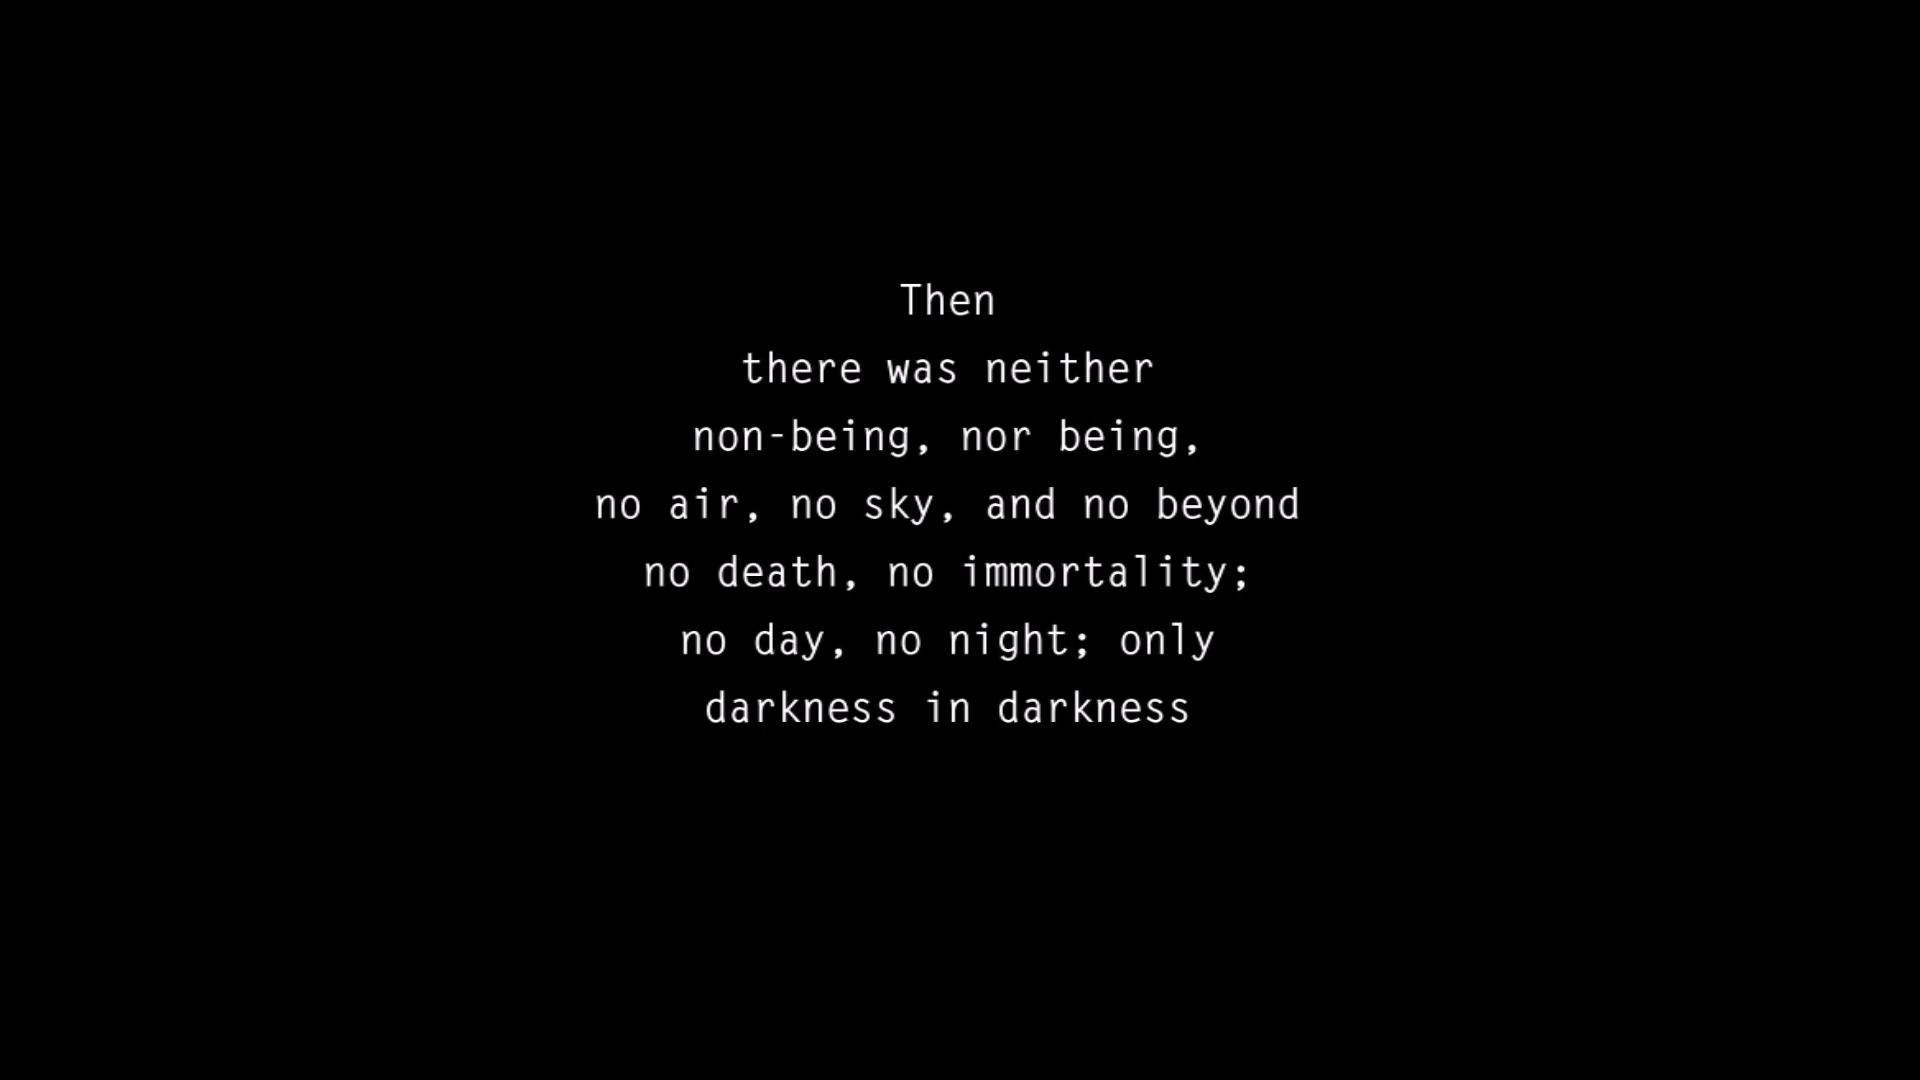 Then
there was neither
non-being, nor being,
no air, no sky, and no beyond
no death, no immortality;
no day, no night; only
darkness in darkness